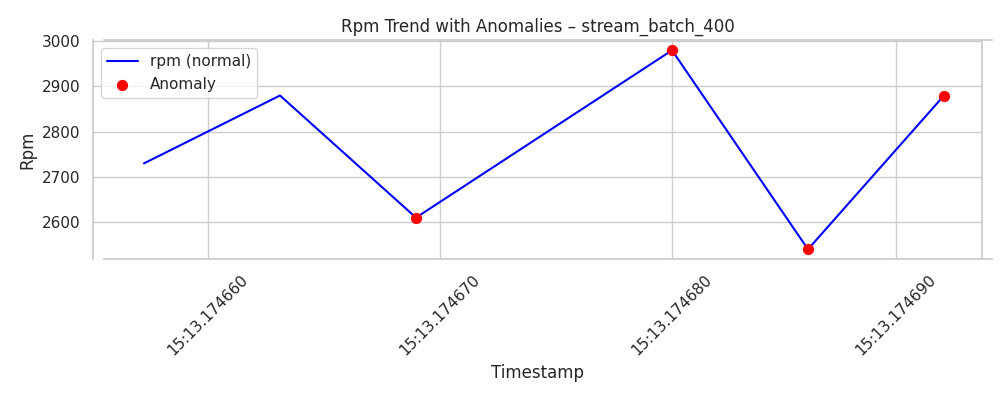 Rpm Trend with Anomalies – stream_batch_400
rpm (normal)
Anomaly
Rpm
3000
2900
2800
2700
2600
15:13.174660
15:13.174670
15:13.174680
15:13.174690
Timestamp